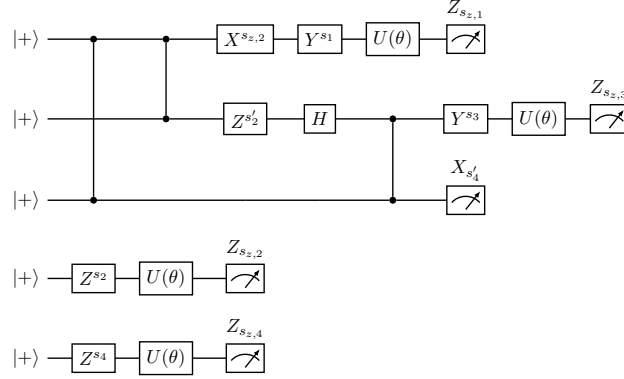 Z_{s_{z,1}}
|+⟩ X^{s_{z,2}} Y^{s_1} U(θ)
Z_{s_{z,3}}
|+⟩ Z^{s'_2} H Y^{s_3} U(θ)
X_{s'_4}
|+⟩
Z_{s_{z,2}}
|+⟩ Z^{s_2} U(θ)
Z_{s_{z,4}}
|+⟩ Z^{s_4} U(θ)